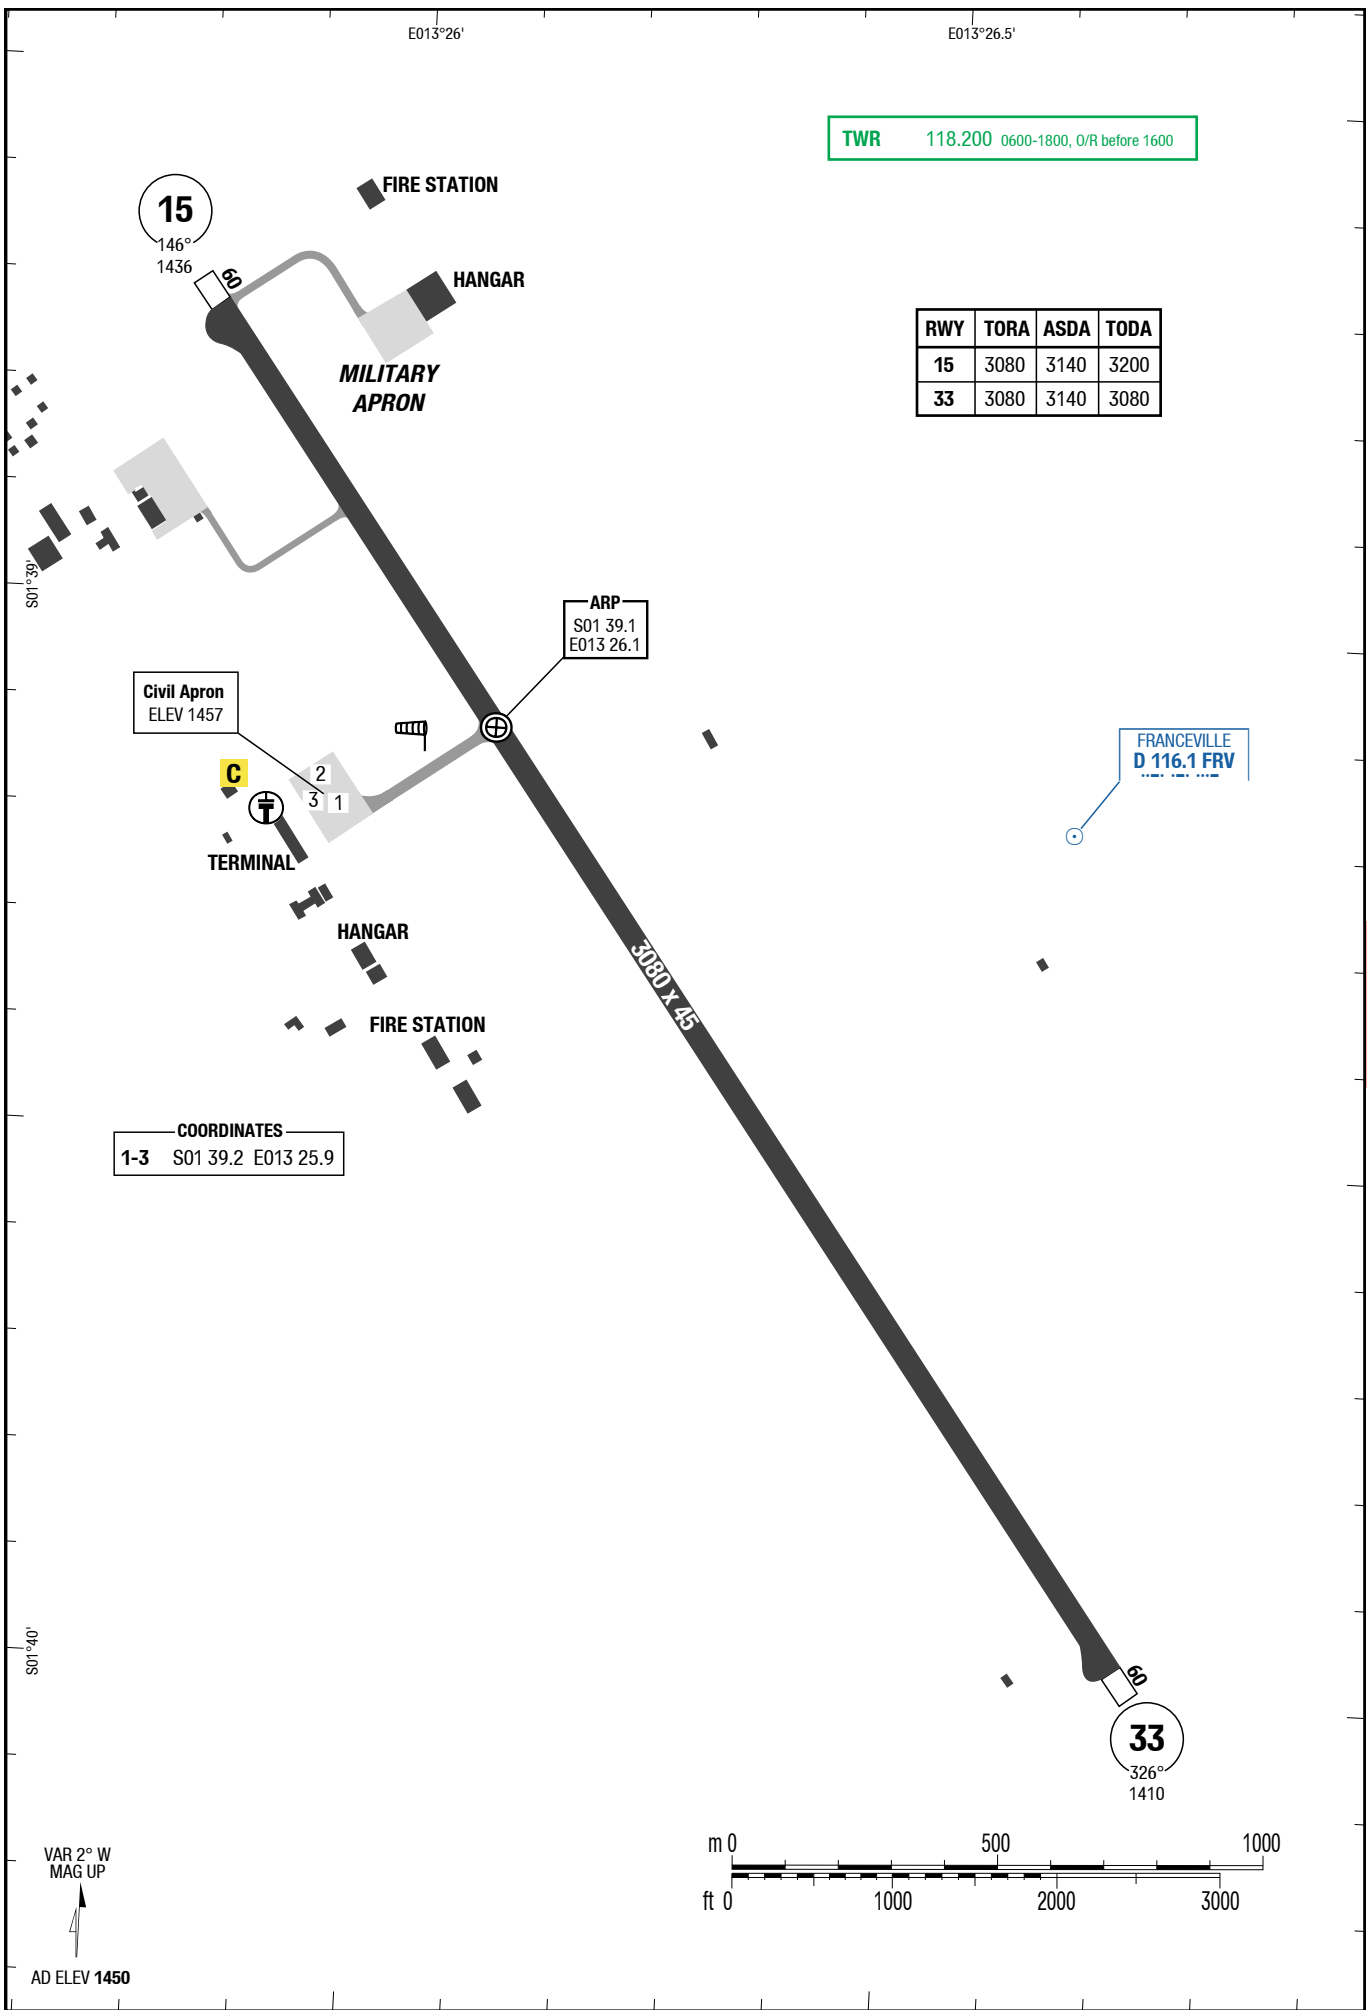 E013°26'
E013°26.5'
TWR 118.200 0600-1800, O/R before 1600
FIRE STATION
15
146°
1436
60
HANGAR
MILITARY
APRON
RWY TORA ASDA TODA
15 3080 3140 3200
33 3080 3140 3080
S01°39'
ARP
S01 39.1
E013 26.1
Civil Apron
ELEV 1457
FRANCEVILLE
D 116.1 FRV
C
2
3 1
TERMINAL
HANGAR
3080 x 45
FIRE STATION
COORDINATES
1-3 S01 39.2 E013 25.9
S01°40'
60
33
326°
1410
m 0 500 1000
ft 0 1000 2000 3000
VAR 2° W
MAG UP
AD ELEV 1450